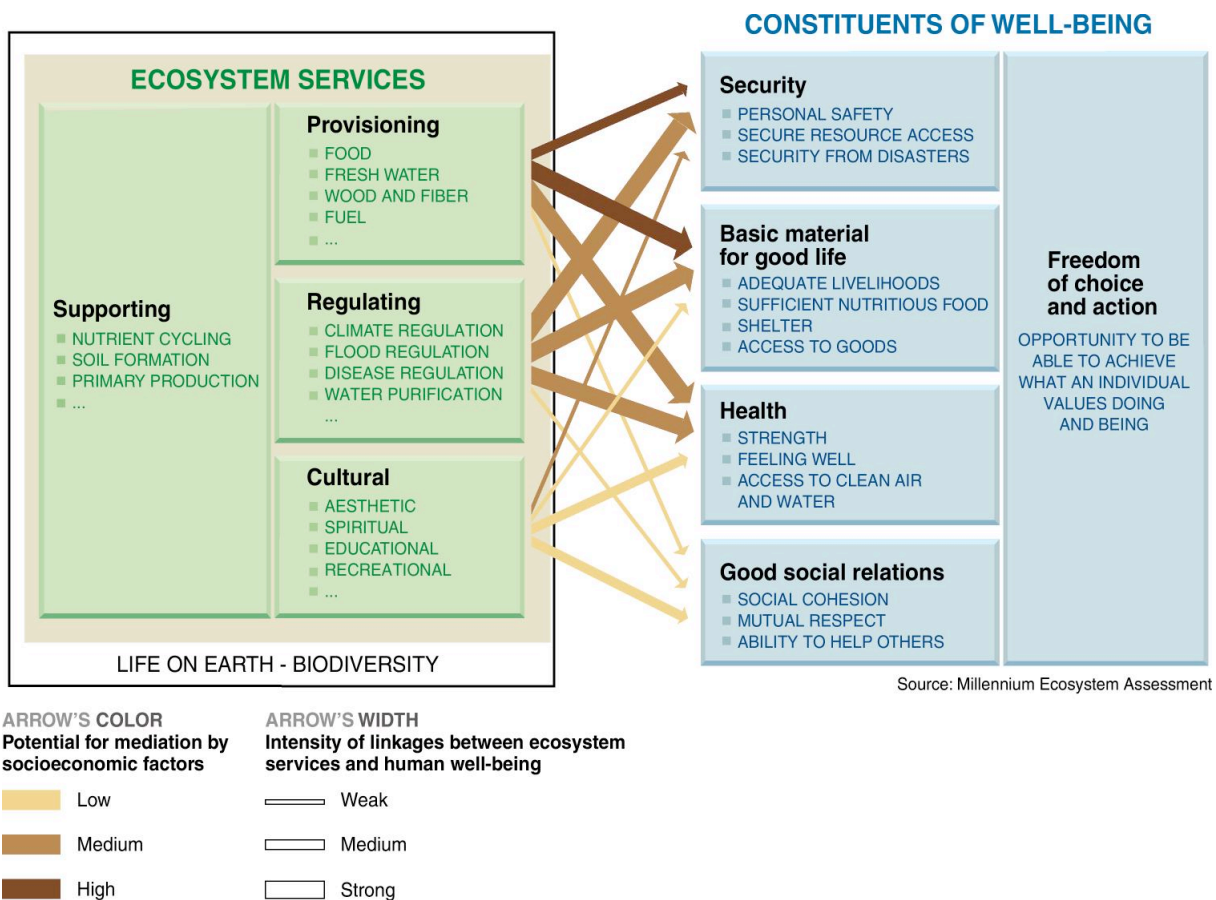 CONSTITUENTS OF WELL-BEING
ECOSYSTEM SERVICES
Supporting
NUTRIENT CYCLING
SOIL FORMATION
PRIMARY PRODUCTION
...
Provisioning
FOOD
FRESH WATER
WOOD AND FIBER
FUEL
...
Regulating
CLIMATE REGULATION
FLOOD REGULATION
DISEASE REGULATION
WATER PURIFICATION
...
Cultural
AESTHETIC
SPIRITUAL
EDUCATIONAL
RECREATIONAL
...
LIFE ON EARTH - BIODIVERSITY
Security
PERSONAL SAFETY
SECURE RESOURCE ACCESS
SECURITY FROM DISASTERS
Basic material
for good life
ADEQUATE LIVELIHOODS
SUFFICIENT NUTRITIOUS FOOD
SHELTER
ACCESS TO GOODS
Health
STRENGTH
FEELING WELL
ACCESS TO CLEAN AIR
AND WATER
Good social relations
SOCIAL COHESION
MUTUAL RESPECT
ABILITY TO HELP OTHERS
Freedom
of choice
and action
OPPORTUNITY TO BE
ABLE TO ACHIEVE
WHAT AN INDIVIDUAL
VALUES DOING
AND BEING
Source: Millennium Ecosystem Assessment
ARROW'S COLOR
Potential for mediation by
socioeconomic factors
Low
Medium
High
ARROW'S WIDTH
Intensity of linkages between ecosystem
services and human well-being
Weak
Medium
Strong